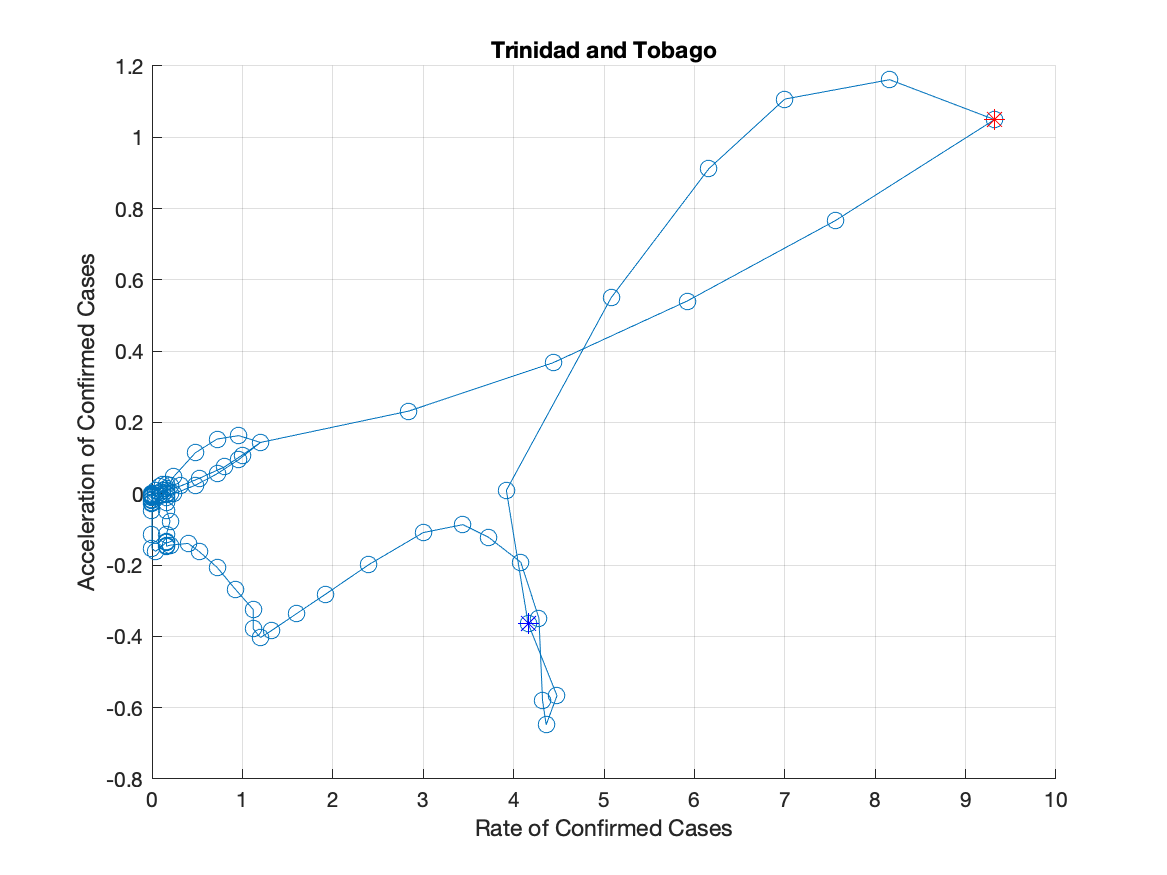 Trinidad and Tobago
1.2
1
0.8
0.6
0.4
0.2
0
-0.2
-0.4
-0.6
-0.8
Acceleration of Confirmed Cases
0 1 2 3 4 5 6 7 8 9 10
Rate of Confirmed Cases